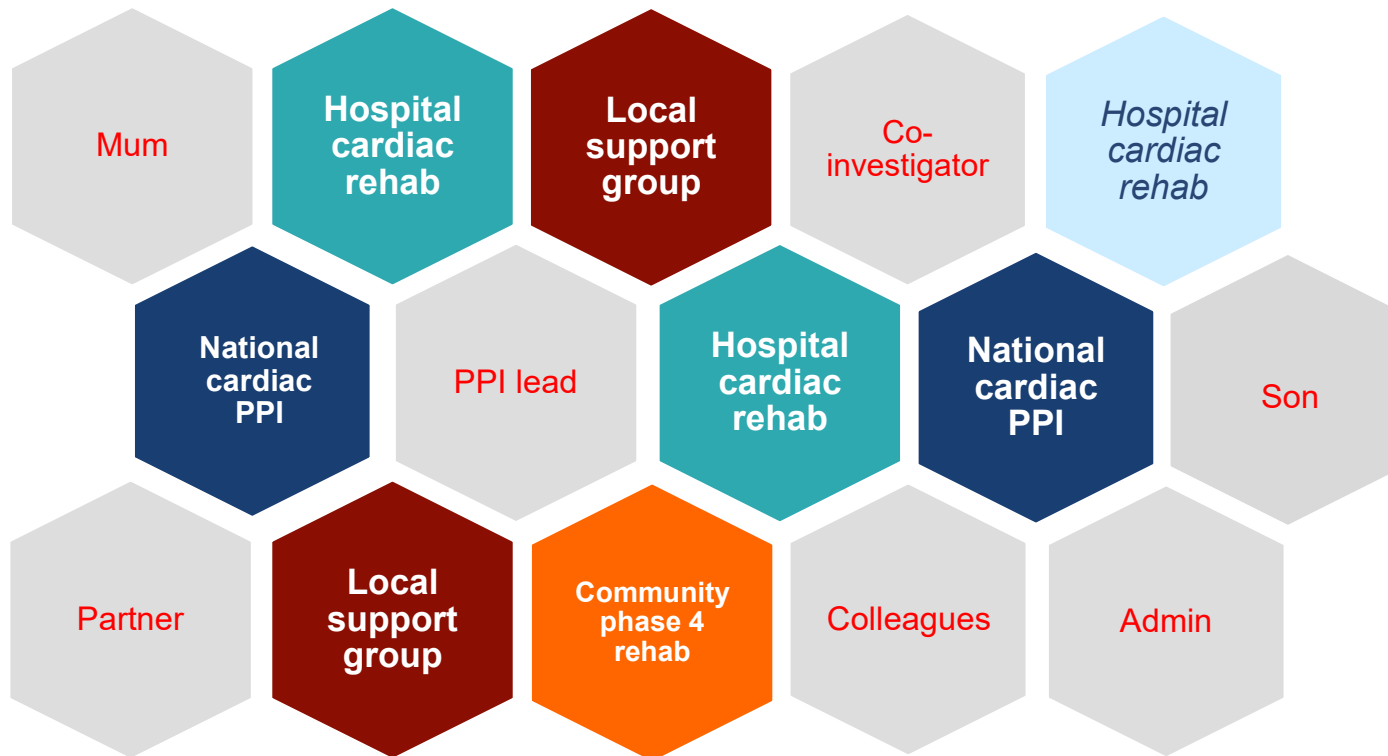 Mum
Hospital
cardiac
rehab
Local
support
group
Co-
investigator
Hospital
cardiac
rehab
National
cardiac
PPI
PPI lead
Hospital
cardiac
rehab
National
cardiac
PPI
Son
Partner
Local
support
group
Community
phase 4
rehab
Colleagues
Admin